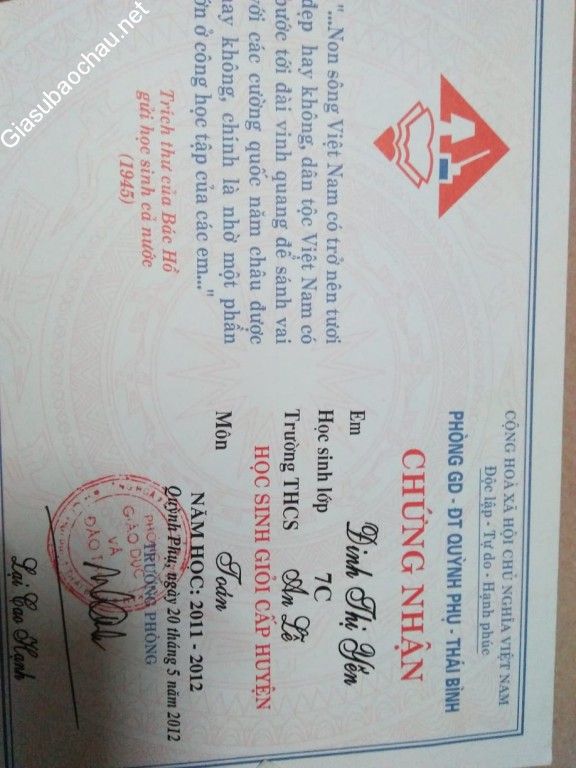 CỘNG HOÀ XÃ HỘI CHỦ NGHĨA VIỆT NAM
Độc lập - Tự do - Hạnh phúc
PHÒNG GD - ĐT QUỲNH PHỤ - THÁI BÌNH
CHỨNG NHẬN
Em Đinh Thị Yến
Học sinh lớp 7C
Trường THCS An Lễ
HỌC SINH GIỎI CẤP HUYỆN
Môn Toán
NĂM HỌC: 2011 - 2012
Quỳnh Phụ, ngày 20 tháng 5 năm 2012
TRƯỞNG PHÒNG
PHÒNG
GIÁO DỤC
VÀ
ĐÀO T
Lại Cao Hạnh
"...Non sông Việt Nam có trở nên tươi
đẹp hay không, dân tộc Việt Nam có
bước tới đài vinh quang để sánh vai
với các cường quốc năm châu được
hay không, chính là nhờ một phần
lớn ở công học tập của các em..."
Trích thư của Bác Hồ
gửi học sinh cả nước
(1945)
Giasubaochau.net